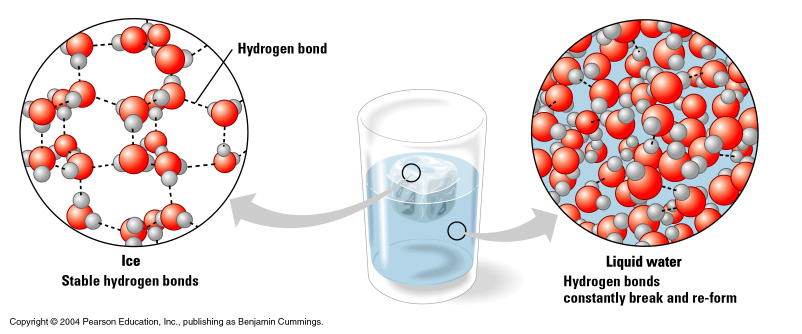 Hydrogen bond
Ice
Stable hydrogen bonds
Liquid water
Hydrogen bonds
constantly break and re-form
Copyright © 2004 Pearson Education, Inc., publishing as Benjamin Cummings.